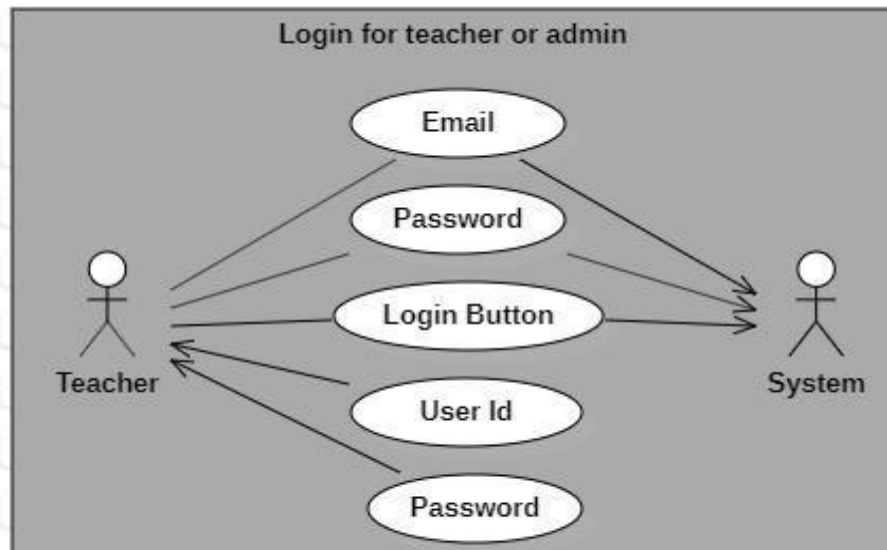 Login for teacher or admin
Email
Password
Login Button
Teacher
System
User Id
Password